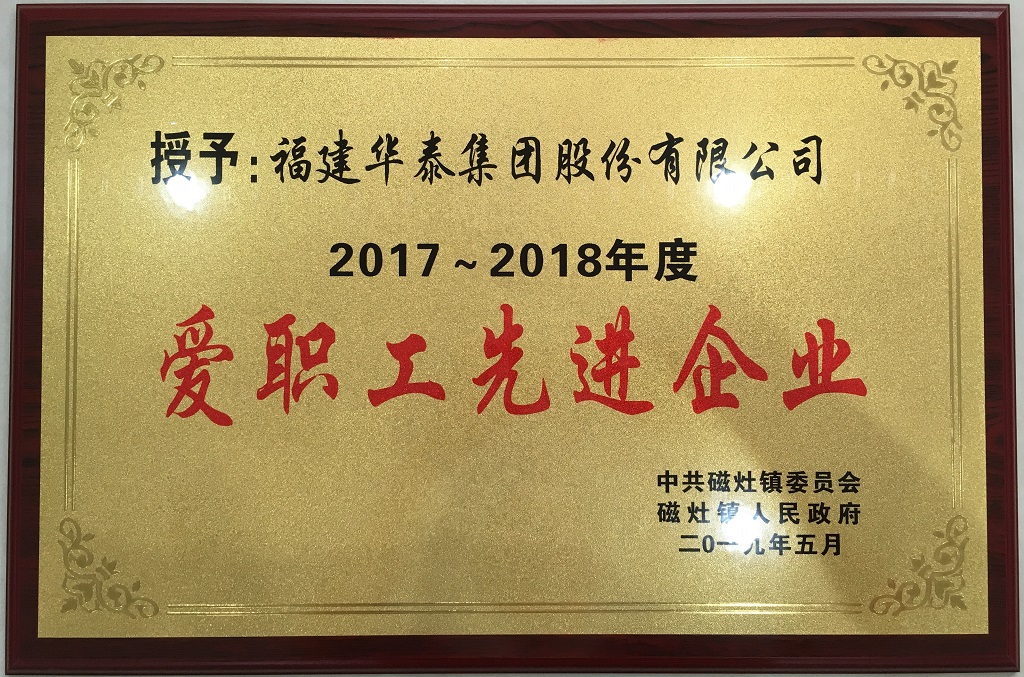 授予:福建华泰集团股份有限公司
2017～2018年度
爱职工先进企业
中共磁灶镇委员会
磁灶镇人民政府
二0一九年五月